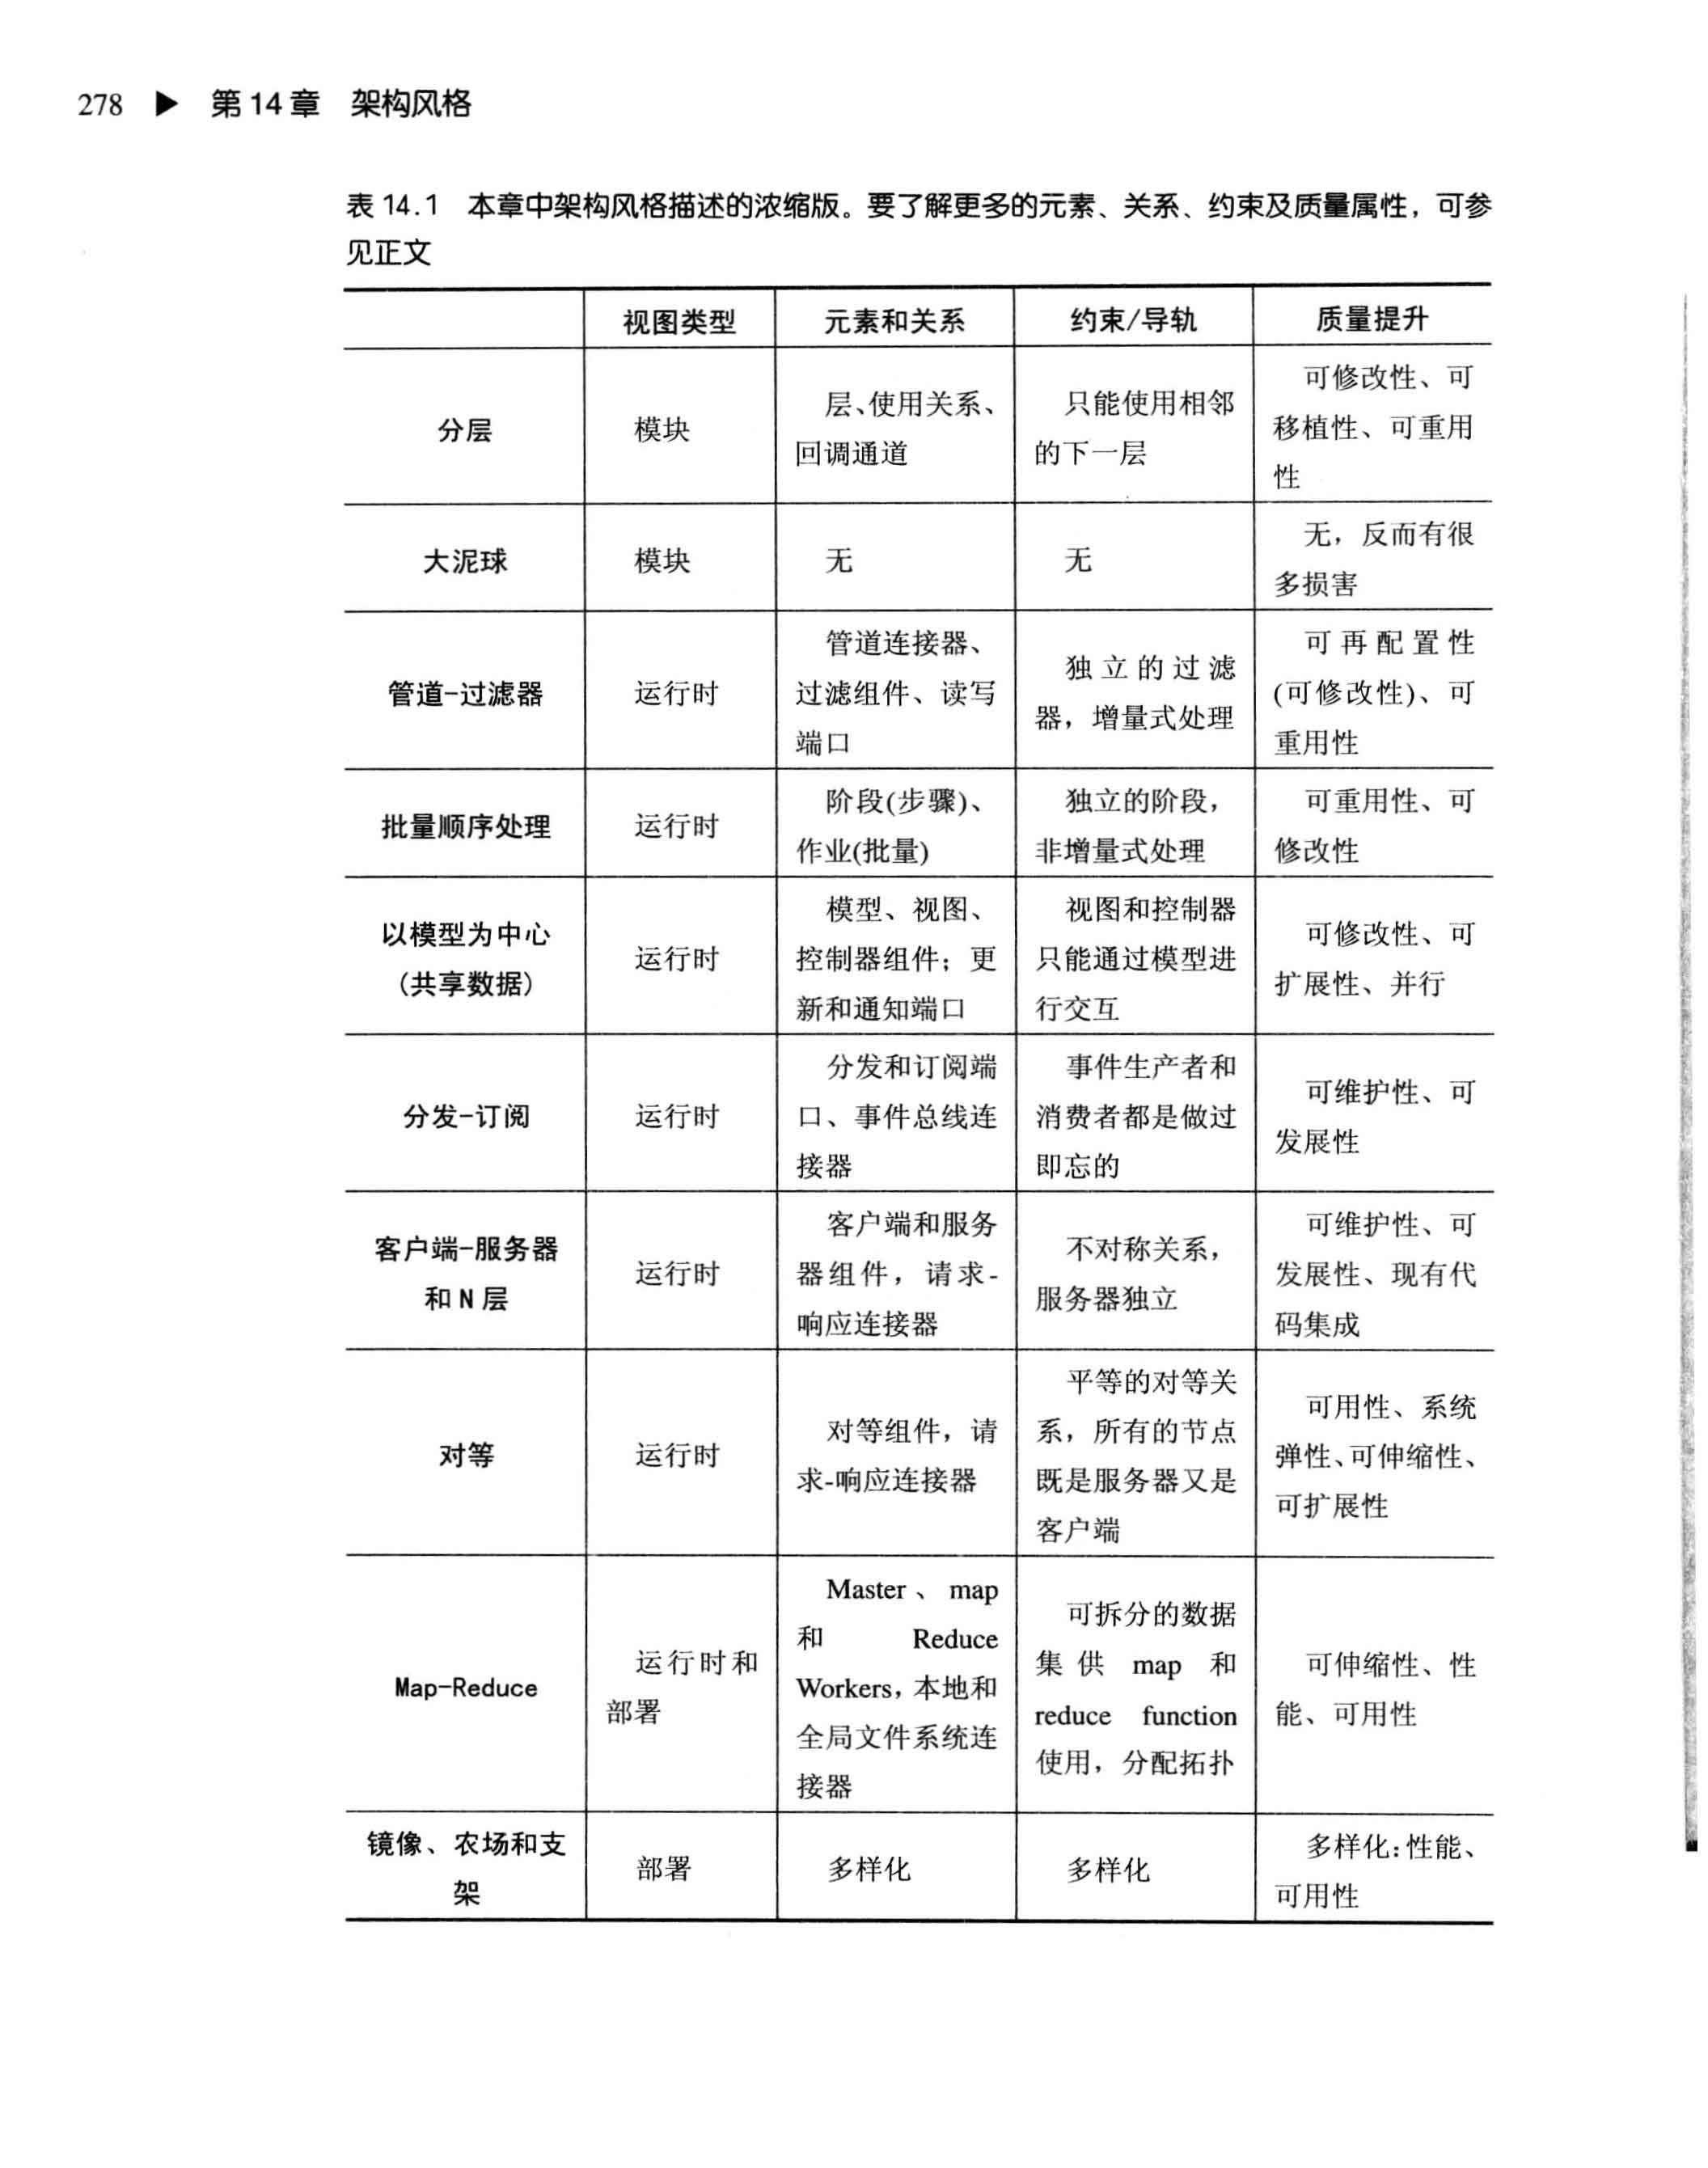 278 ▶ 第14章 架构风格
表 14.1 本章中架构风格描述的浓缩版。要了解更多的元素、关系、约束及质量属性，可参
见正文
视图类型 元素和关系 约束/导轨 质量提升
分层
模块
层、使用关系、
回调通道
只能使用相邻
的下一层
可修改性、可
移植性、可重用
性
大泥球
模块
无
无
无，反而有很
多损害
管道-过滤器
运行时
管道连接器、
过滤组件、读写
端口
独立的过滤
器，增量式处理
可再配置性
(可修改性)、可
重用性
批量顺序处理
运行时
阶段(步骤)、
作业(批量)
独立的阶段，
非增量式处理
可重用性、可
修改性
以模型为中心
(共享数据)
运行时
模型、视图、
控制器组件；更
新和通知端口
视图和控制器
只能通过模型进
行交互
可修改性、可
扩展性、并行
分发-订阅
运行时
分发和订阅端
口、事件总线连
接器
事件生产者和
消费者都是做过
即忘的
可维护性、可
发展性
客户端-服务器
和 N 层
运行时
客户端和服务
器组件，请求-
响应连接器
不对称关系，
服务器独立
可维护性、可
发展性、现有代
码集成
对等
运行时
对等组件，请
求-响应连接器
平等的对等关
系，所有的节点
既是服务器又是
客户端
可用性、系统
弹性、可伸缩性、
可扩展性
Map-Reduce
运行时和
部署
Master、map
和 Reduce
Workers，本地和
全局文件系统连
接器
可拆分的数据
集供 map 和
reduce function
使用，分配拓扑
可伸缩性、性
能、可用性
镜像、农场和支
架
部署
多样化
多样化
多样化：性能、
可用性